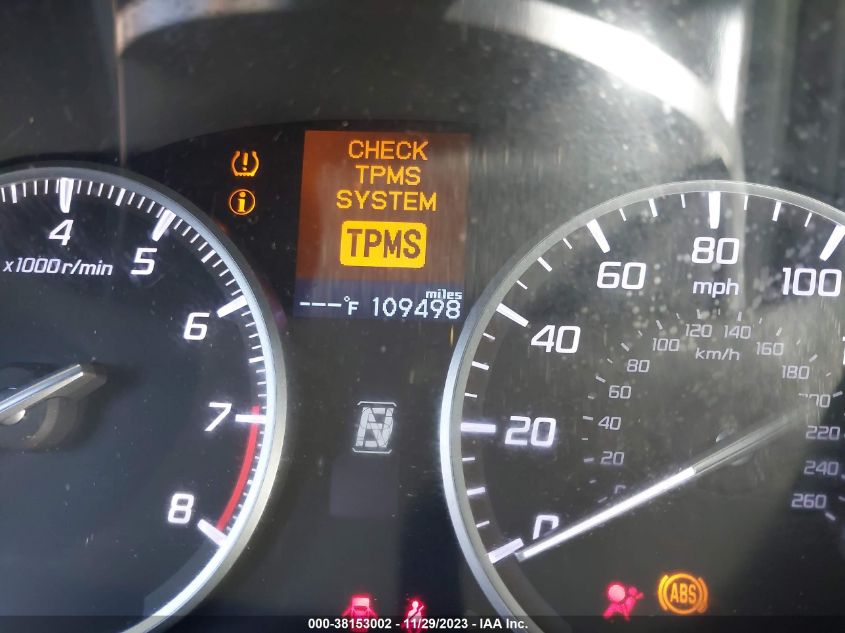 CHECK
TPMS
SYSTEM
TPMS
miles
---°F 109498
4
5
x1000r/min
6
7
8
N
80
mph
60
100
40
20
0
120 140
100 160
km/h
80 180
60
40 220
20 240
260
ABS
000-38153002 - 11/29/2023 - IAA Inc.